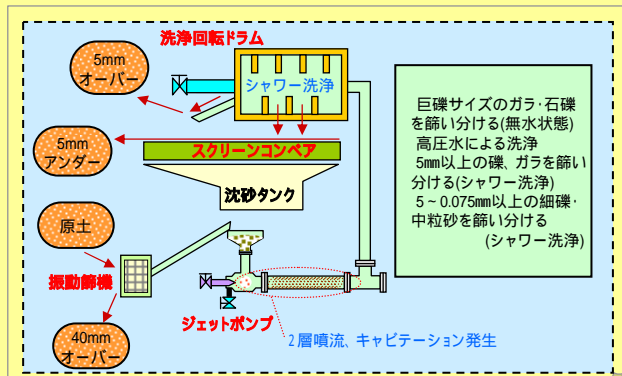 洗浄回転ドラム
5mm
オーバー
シャワー洗浄
5mm
アンダー
スクリーンコンベア
沈砂タンク
原土
振動篩機
40mm
オーバー
ジェットポンプ
2層噴流、キャビテーション発生
巨礫サイズのガラ・石礫
を篩い分ける(無水状態)
高圧水による洗浄
5mm以上の礫、ガラを篩い
分ける(シャワー洗浄)
5~0.075mm以上の細礫・
中粒砂を篩い分ける
(シャワー洗浄)